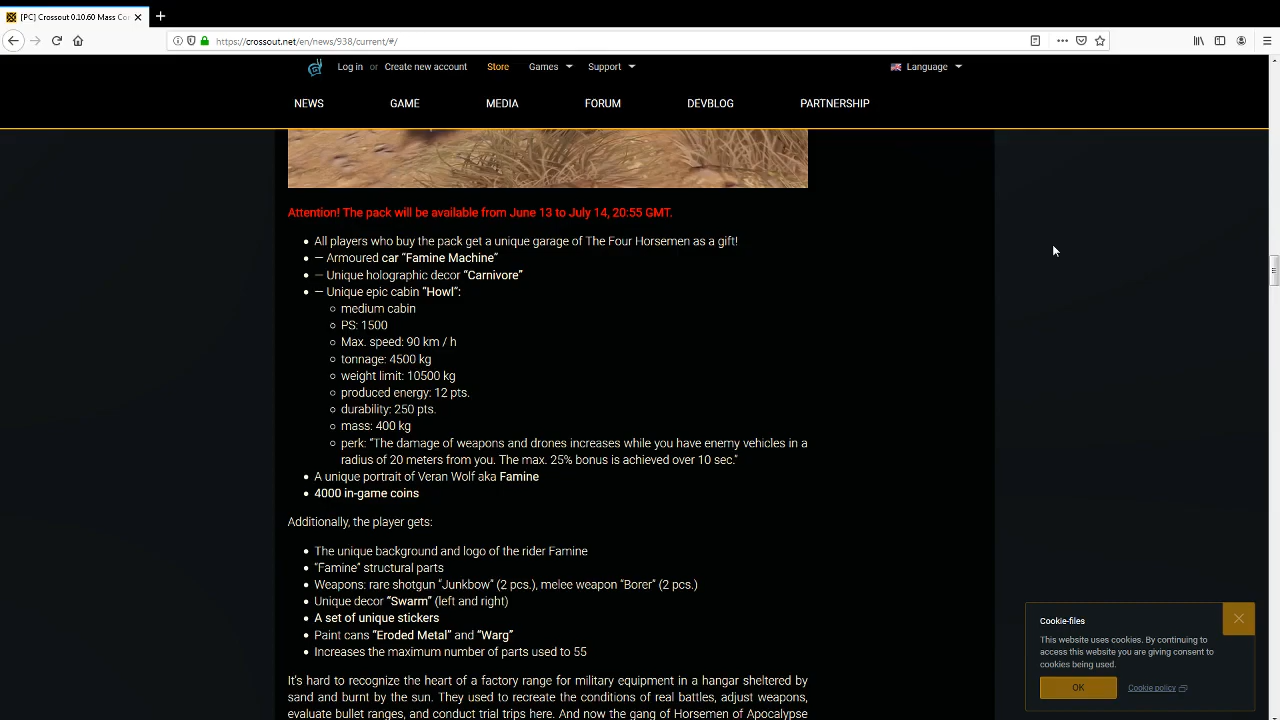 [PC] Crossout 0.10.60 Mass Co
https://crossout.net/en/news/938/current/#/
Log in or Create new account Store Games Support Language
NEWS GAME MEDIA FORUM DEVBLOG PARTNERSHIP
Attention! The pack will be available from June 13 to July 14, 20:55 GMT.
All players who buy the pack get a unique garage of The Four Horsemen as a gift!
— Armoured car “Famine Machine”
— Unique holographic decor “Carnivore”
— Unique epic cabin “Howl”:
medium cabin
PS: 1500
Max. speed: 90 km / h
tonnage: 4500 kg
weight limit: 10500 kg
produced energy: 12 pts.
durability: 250 pts.
mass: 400 kg
perk: “The damage of weapons and drones increases while you have enemy vehicles in a
radius of 20 meters from you. The max. 25% bonus is achieved over 10 sec.”
A unique portrait of Veran Wolf aka Famine
4000 in-game coins
Additionally, the player gets:
The unique background and logo of the rider Famine
“Famine” structural parts
Weapons: rare shotgun “Junkbow” (2 pcs.), melee weapon “Borer” (2 pcs.)
Unique decor “Swarm” (left and right)
A set of unique stickers
Paint cans “Eroded Metal” and “Warg”
Increases the maximum number of parts used to 55
It’s hard to recognize the heart of a factory range for military equipment in a hangar sheltered by
sand and burnt by the sun. They used to recreate the conditions of real battles, adjust weapons,
evaluate bullet ranges, and conduct trial trips here. And now the gang of Horsemen of Apocalypse
Cookie-files
This website uses cookies. By continuing to
access this website you are giving consent to
cookies being used.
OK Cookie policy